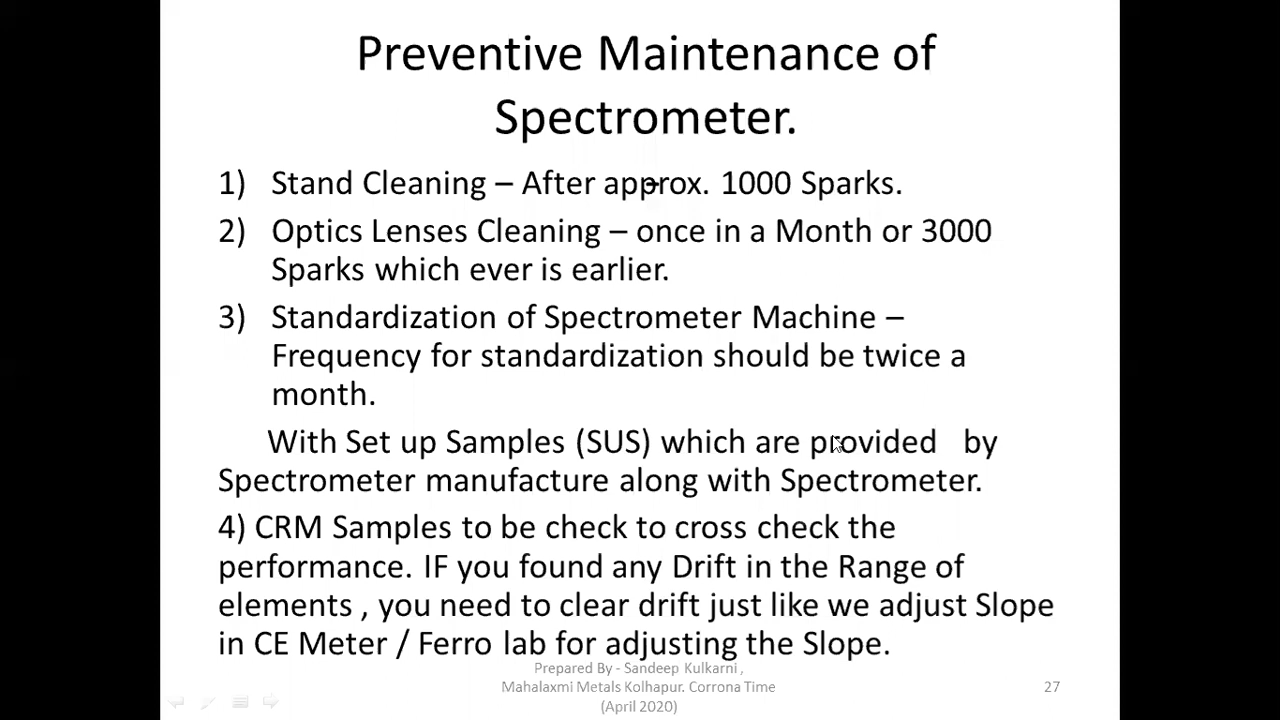 Preventive Maintenance of
Spectrometer.
1) Stand Cleaning – After approx. 1000 Sparks.
2) Optics Lenses Cleaning – once in a Month or 3000
Sparks which ever is earlier.
3) Standardization of Spectrometer Machine –
Frequency for standardization should be twice a
month.
With Set up Samples (SUS) which are provided by
Spectrometer manufacture along with Spectrometer.
4) CRM Samples to be check to cross check the
performance. IF you found any Drift in the Range of
elements , you need to clear drift just like we adjust Slope
in CE Meter / Ferro lab for adjusting the Slope.
Prepared By - Sandeep Kulkarni ,
Mahalaxmi Metals Kolhapur. Corrona Time
(April 2020)
27